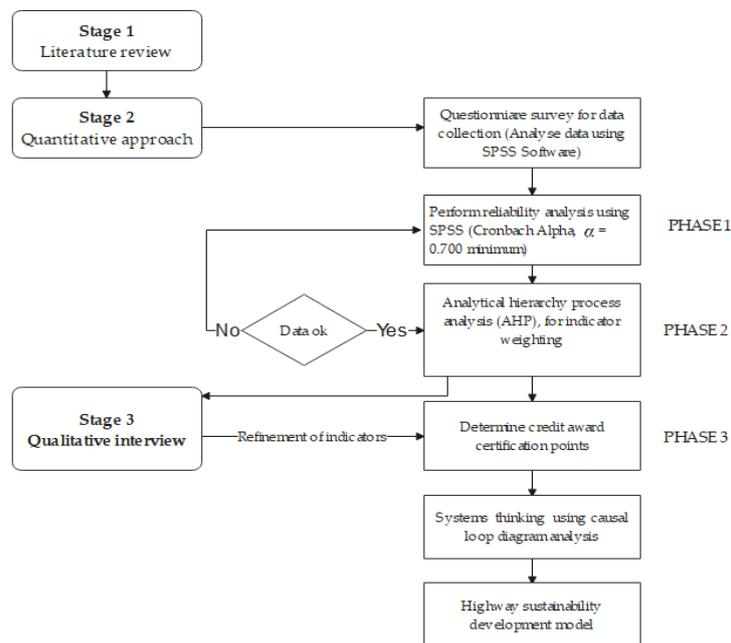 Stage 1
Literature review
Stage 2
Quantitative approach
Questionniare survey for data
collection (Analyse data using
SPSS Software)
Perform reliability analysis using
SPSS (Cronbach Alpha, α =
0.700 minimum)
PHASE 1
No
Data ok
Yes
Analytical hierarchy process
analysis (AHP), for indicator
weighting
PHASE 2
Stage 3
Qualitative interview
Refinement of indicators
Determine credit award
certification points
PHASE 3
Systems thinking using causal
loop diagram analysis
Highway sustainability
development model